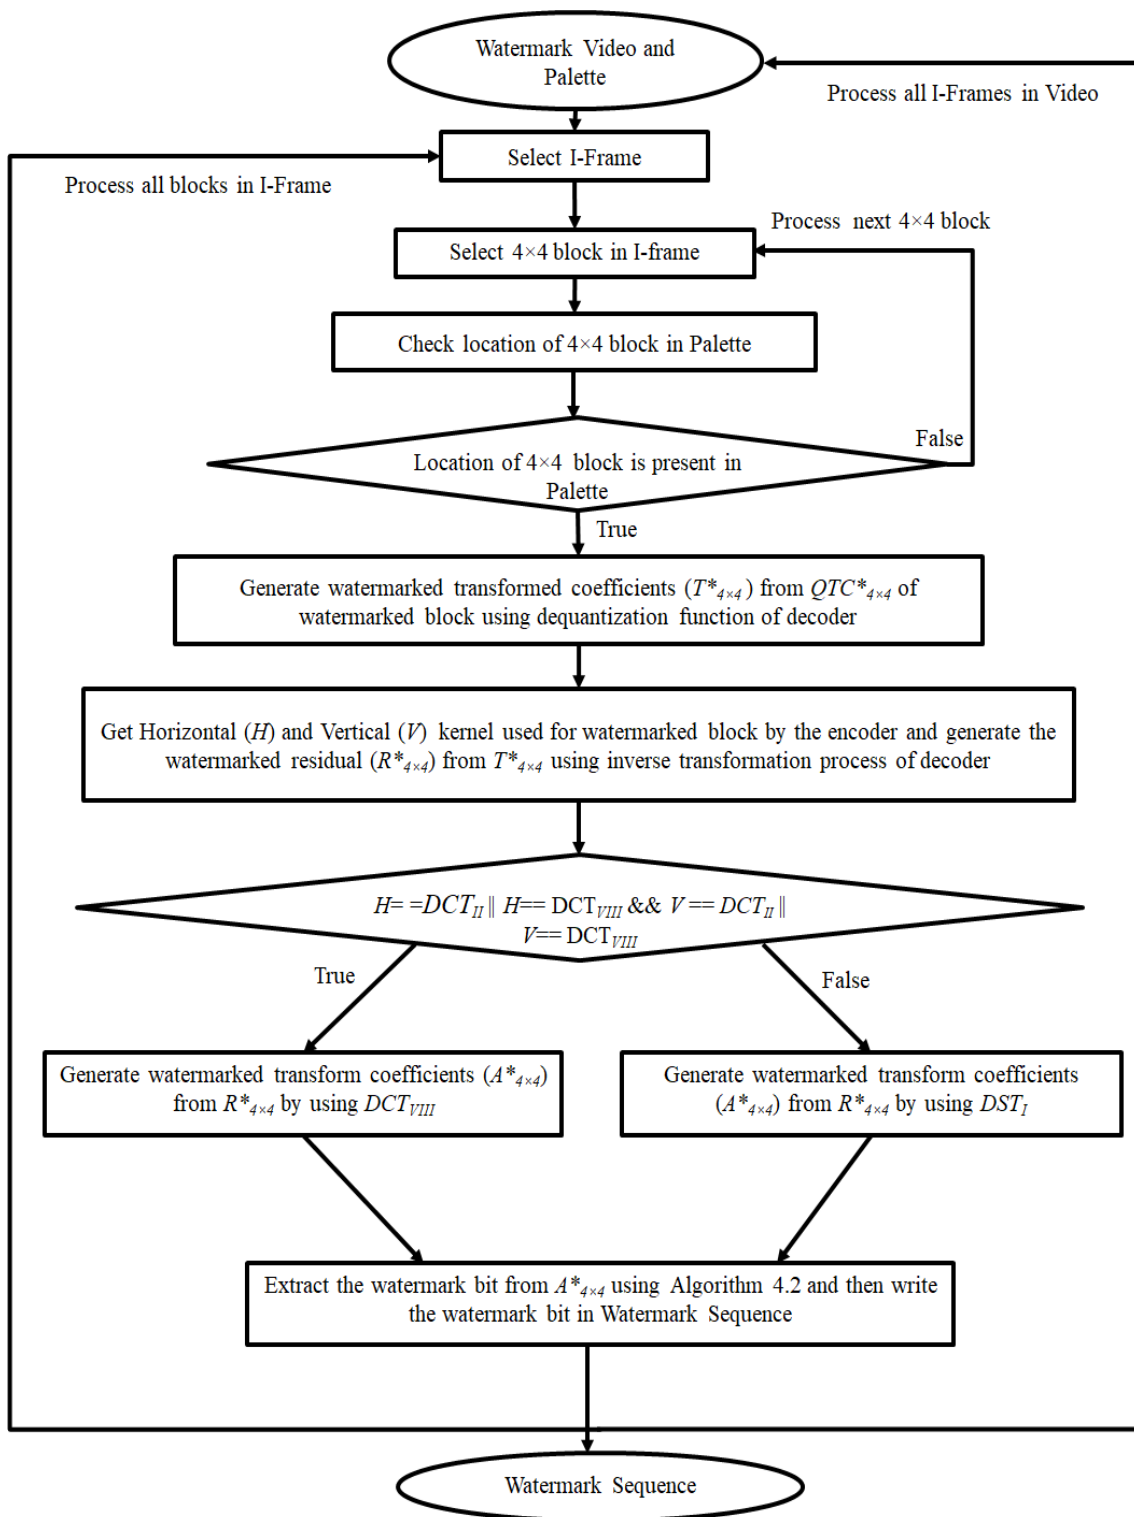 Watermark Video and
Palette
Process all I-Frames in Video
Select I-Frame
Process all blocks in I-Frame
Process next 4×4 block
Select 4×4 block in I-frame
Check location of 4×4 block in Palette
False
Location of 4×4 block is present in
Palette
True
Generate watermarked transformed coefficients (T*4×4) from QTC*4×4 of
watermarked block using dequantization function of decoder
Get Horizontal (H) and Vertical (V) kernel used for watermarked block by the encoder and generate the
watermarked residual (R*4×4) from T*4×4 using inverse transformation process of decoder
H= =DCTII || H== DCTVIII && V == DCTII ||
V== DCTVIII
True
False
Generate watermarked transform coefficients (A*4×4)
from R*4×4 by using DCTVIII
Generate watermarked transform coefficients
(A*4×4) from R*4×4 by using DSTI
Extract the watermark bit from A*4×4 using Algorithm 4.2 and then write
the watermark bit in Watermark Sequence
Watermark Sequence